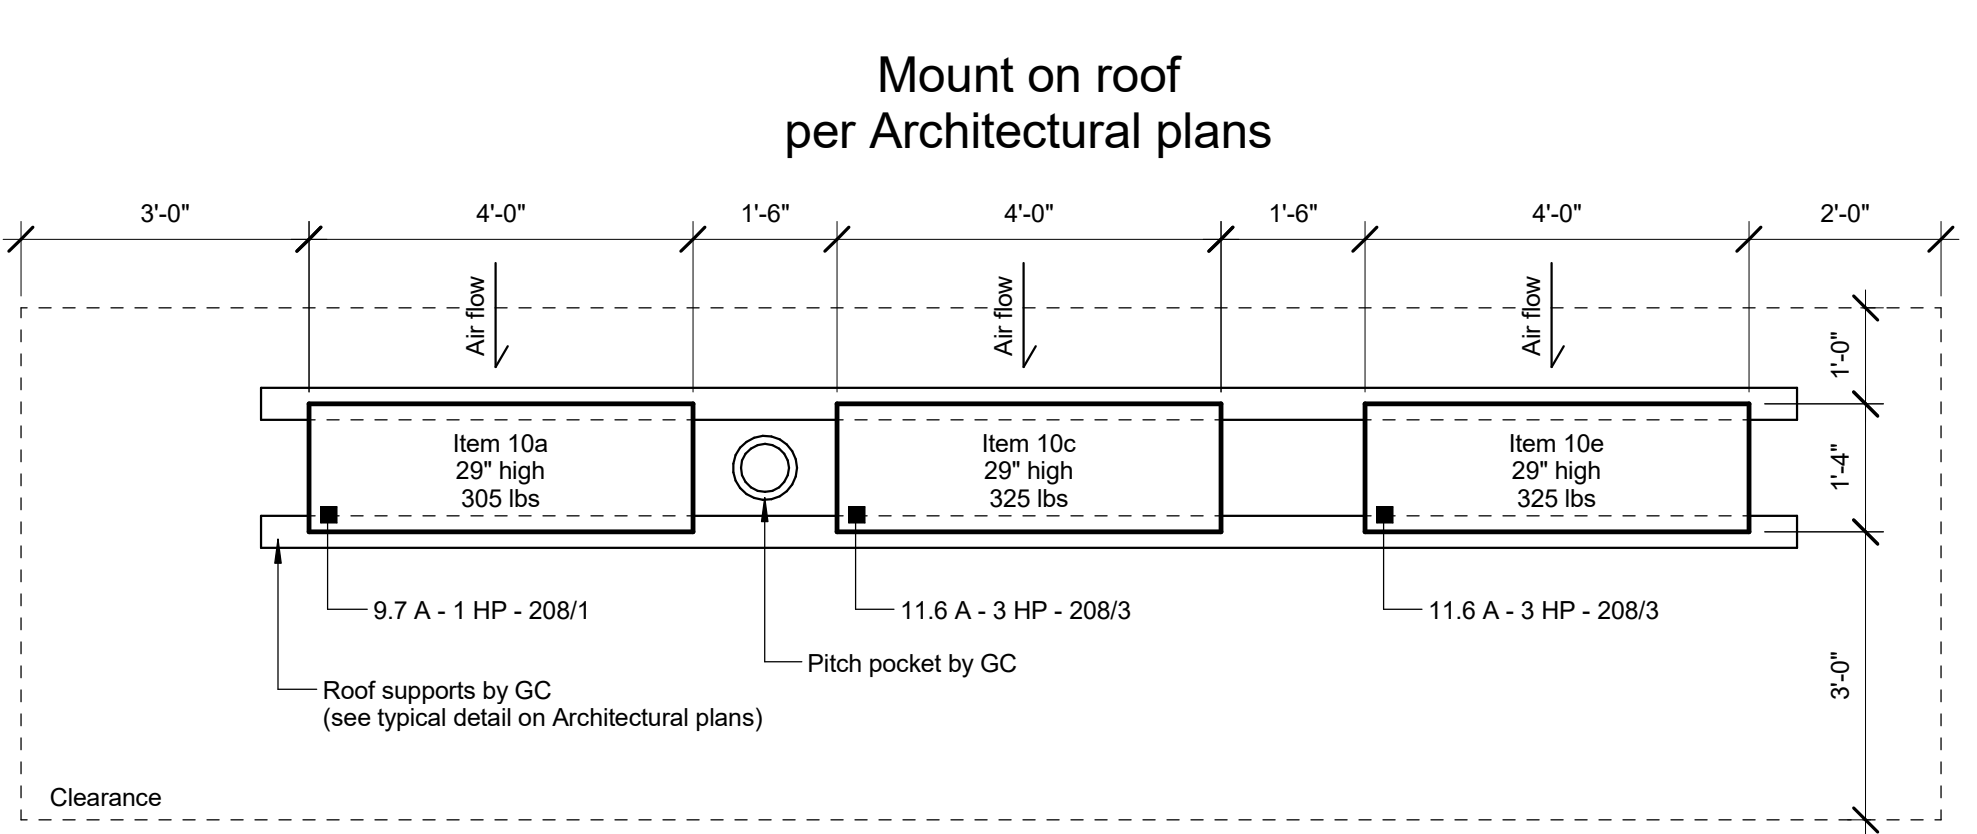 Mount on roof
per Architectural plans
3'-0"
4'-0"
1'-6"
4'-0"
1'-6"
4'-0"
2'-0"
Air flow
Air flow
Air flow
1'-0"
Item 10a
29" high
305 lbs
Item 10c
29" high
325 lbs
Item 10e
29" high
325 lbs
1'-4"
9.7 A - 1 HP - 208/1
11.6 A - 3 HP - 208/3
11.6 A - 3 HP - 208/3
Pitch pocket by GC
3'-0"
Roof supports by GC
(see typical detail on Architectural plans)
Clearance